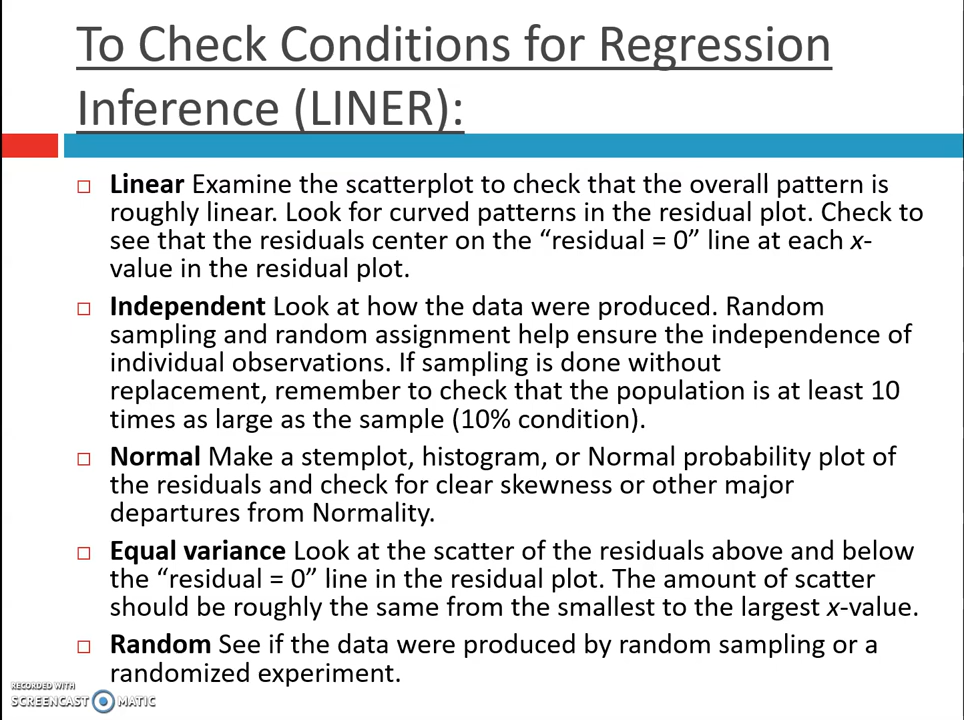 To Check Conditions for Regression
Inference (LINER):
Linear Examine the scatterplot to check that the overall pattern is
roughly linear. Look for curved patterns in the residual plot. Check to
see that the residuals center on the “residual = 0” line at each x-
value in the residual plot.
Independent Look at how the data were produced. Random
sampling and random assignment help ensure the independence of
individual observations. If sampling is done without
replacement, remember to check that the population is at least 10
times as large as the sample (10% condition).
Normal Make a stemplot, histogram, or Normal probability plot of
the residuals and check for clear skewness or other major
departures from Normality.
Equal variance Look at the scatter of the residuals above and below
the “residual = 0” line in the residual plot. The amount of scatter
should be roughly the same from the smallest to the largest x-value.
Random See if the data were produced by random sampling or a
randomized experiment.
RECORDED WITH
SCREENCAST MATIC